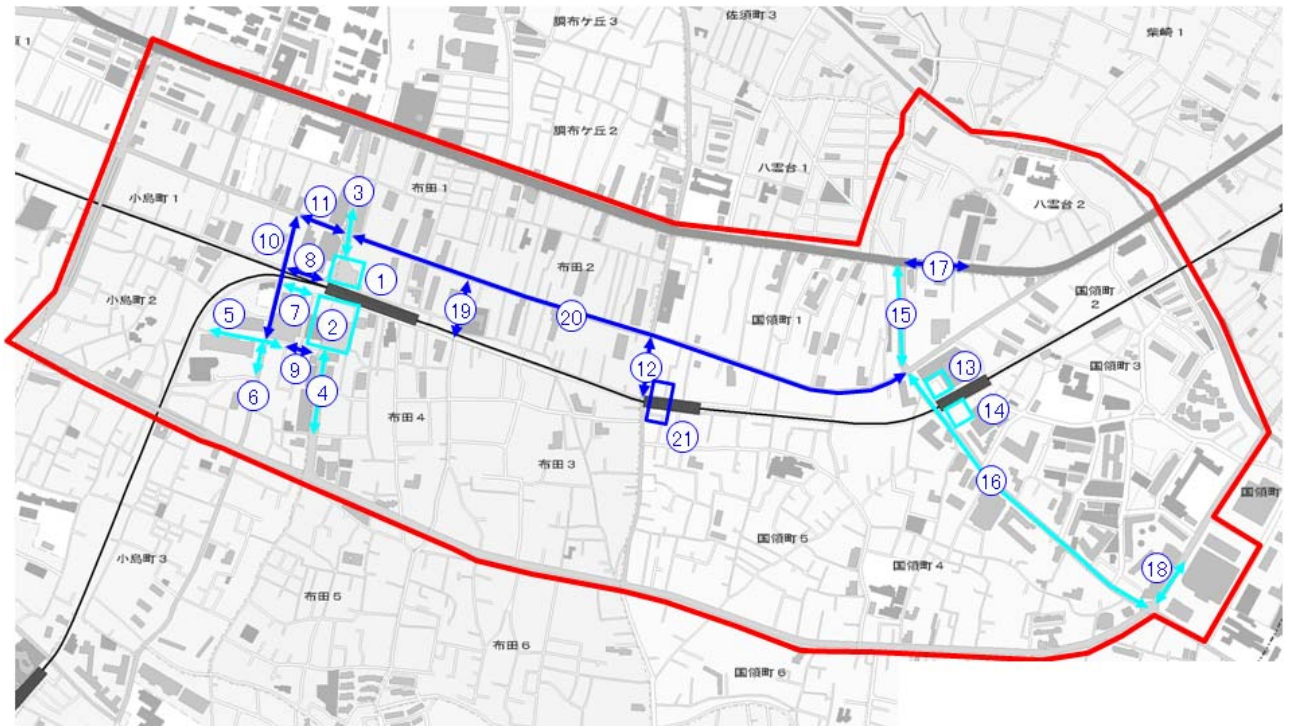 調布ケ丘3
佐須町3
柴崎1
調布ケ丘2
八雲台1
小島町1
布田1
八雲台2
③
⑪
⑩
⑧
①
布田2
⑰
国領町2
小島町2
⑦
②
⑲
⑳
国領町1
⑮
⑤
⑨
⑫
⑬
国領町3
⑥
④
布田4
⑭
㉑
布田3
⑯
国領町
国領町5
小島町3
国領町4
⑱
布田5
布田6
国領町6